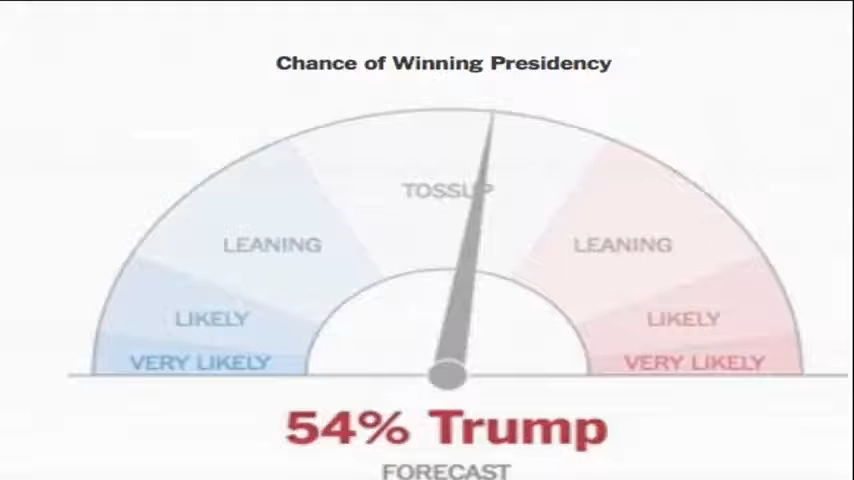 Chance of Winning Presidency
TOSSUP
LEANING LEANING
LIKELY LIKELY
VERY LIKELY VERY LIKELY
54% Trump
FORECAST